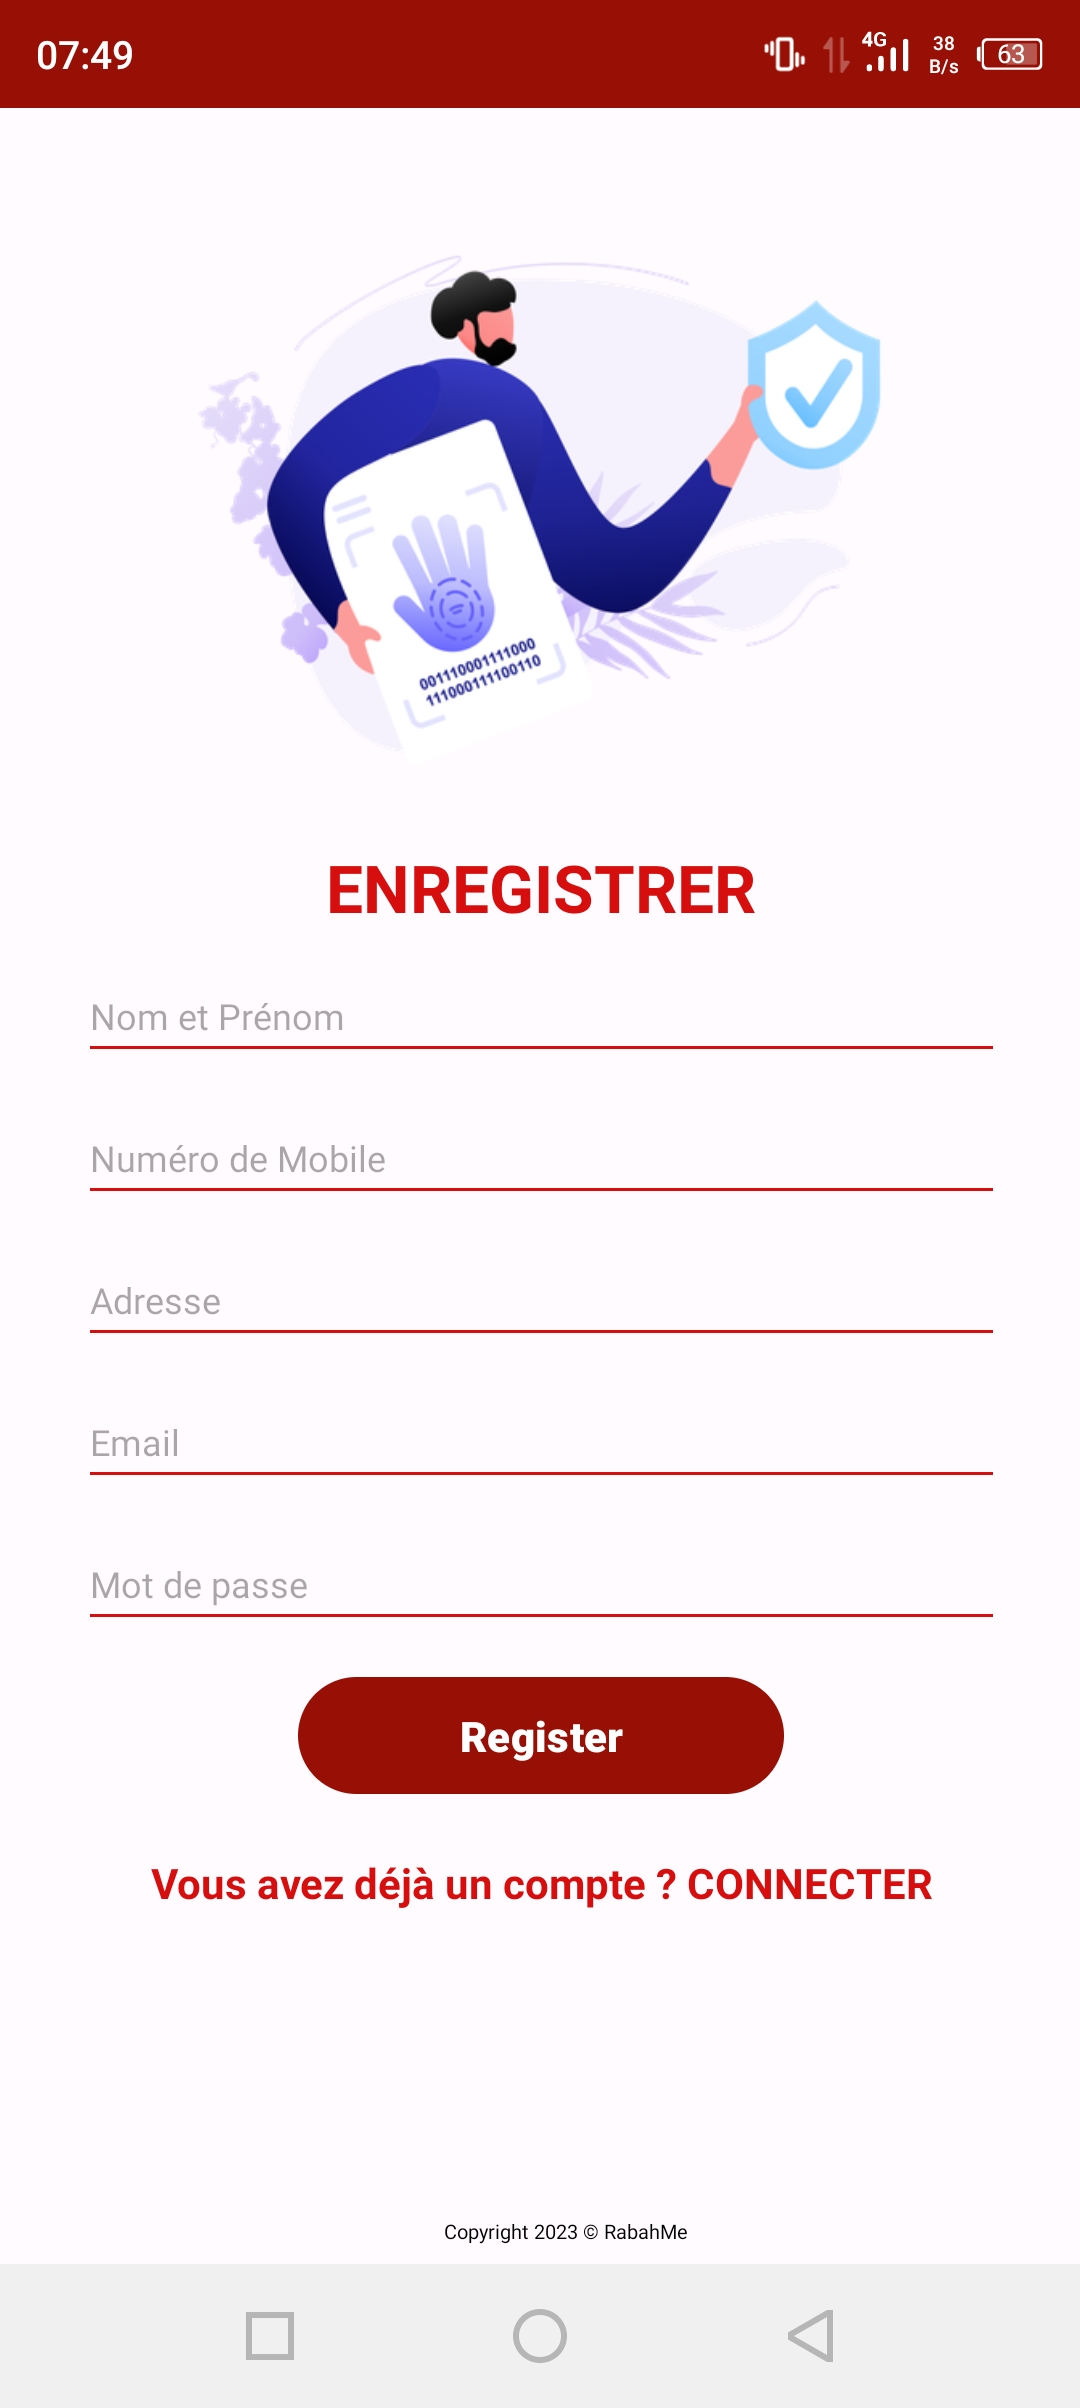 07:49
4G
38
B/s
63
001110001111000
111000111100110
ENREGISTRER
Nom et Prénom
Numéro de Mobile
Adresse
Email
Mot de passe
Register
Vous avez déjà un compte ? CONNECTER
Copyright 2023 © RabahMe